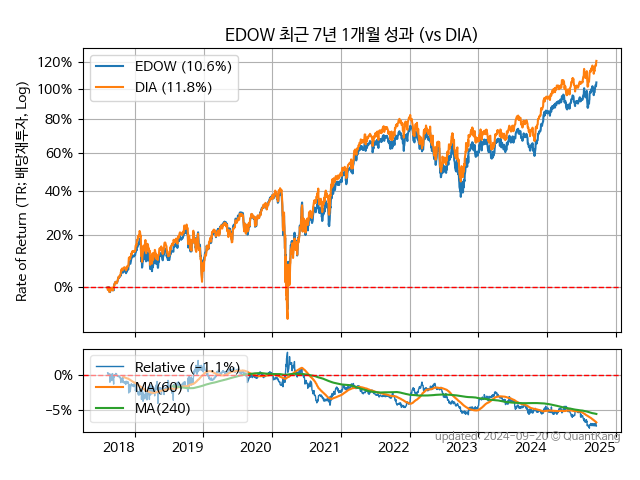 EDOW 최근 7년 1개월 성과 (vs DIA)
Rate of Return (TR: 배당재투자, Log)
EDOW (10.6%)
DIA (11.8%)
120%
100%
80%
60%
40%
20%
0%
Relative (−1.1%)
MA(60)
MA(240)
0%
−5%
2018 2019 2020 2021 2022 2023 2024 2025
updated: 2024-09-20 © QuantKang